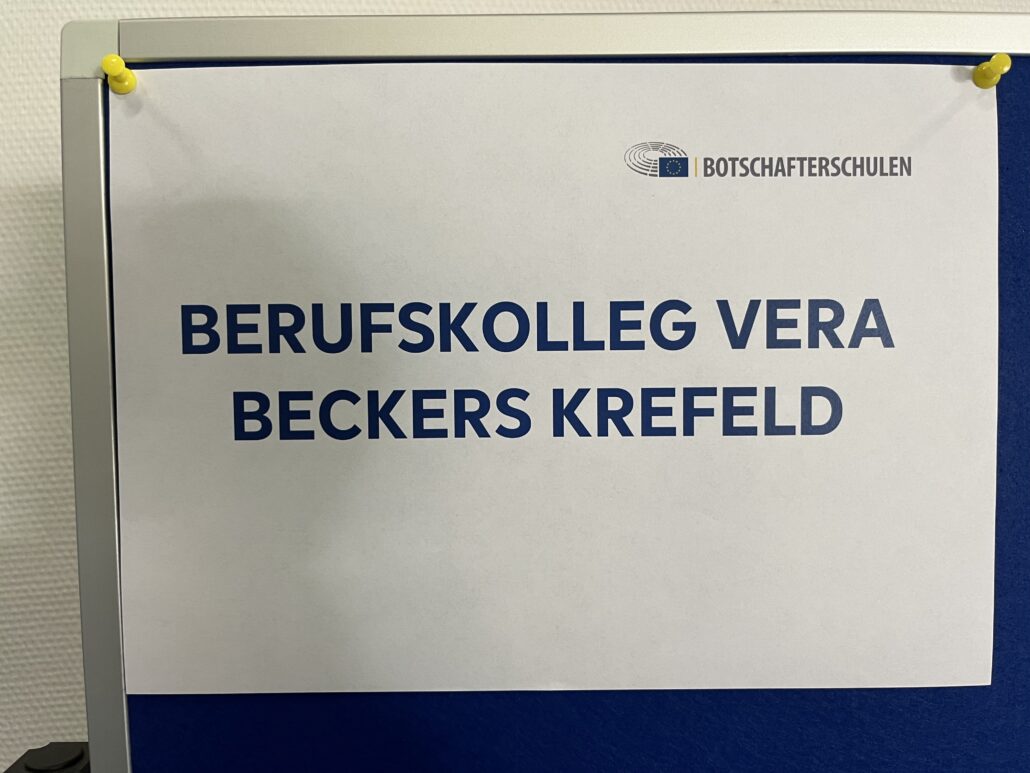 BOTSCHAFTERSCHULEN
BERUFSKOLLEG VERA
BECKERS KREFELD